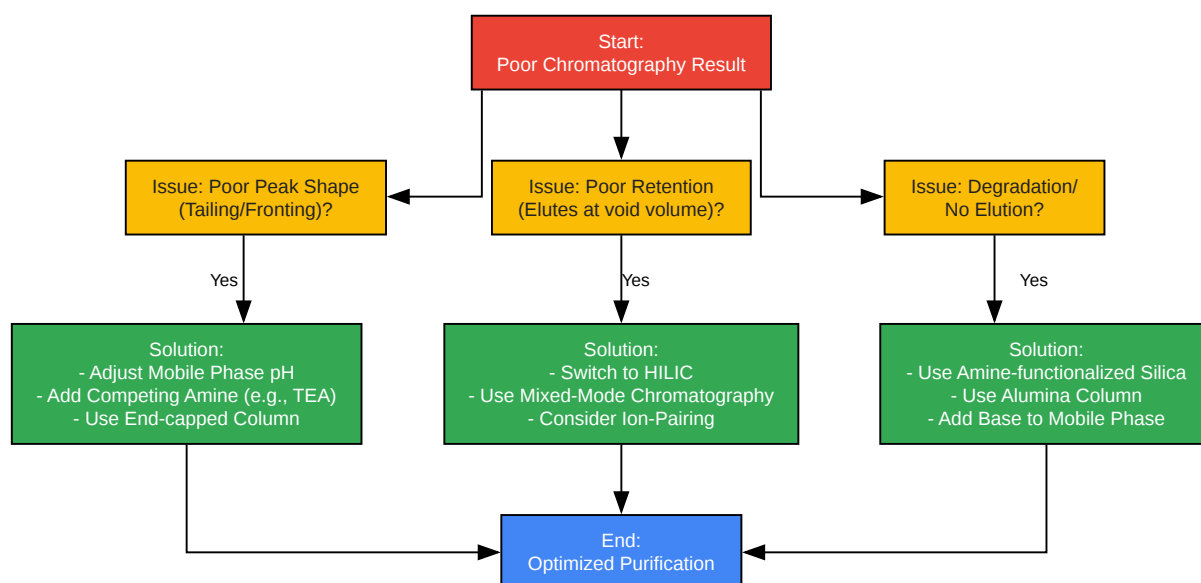 Start:
Poor Chromatography Result
Issue: Poor Peak Shape
(Tailing/Fronting)?
Issue: Poor Retention
(Elutes at void volume)?
Issue: Degradation/
No Elution?
Yes
Yes
Yes
Solution:
- Adjust Mobile Phase pH
- Add Competing Amine (e.g., TEA)
- Use End-capped Column
Solution:
- Switch to HILIC
- Use Mixed-Mode Chromatography
- Consider Ion-Pairing
Solution:
- Use Amine-functionalized Silica
- Use Alumina Column
- Add Base to Mobile Phase
End:
Optimized Purification